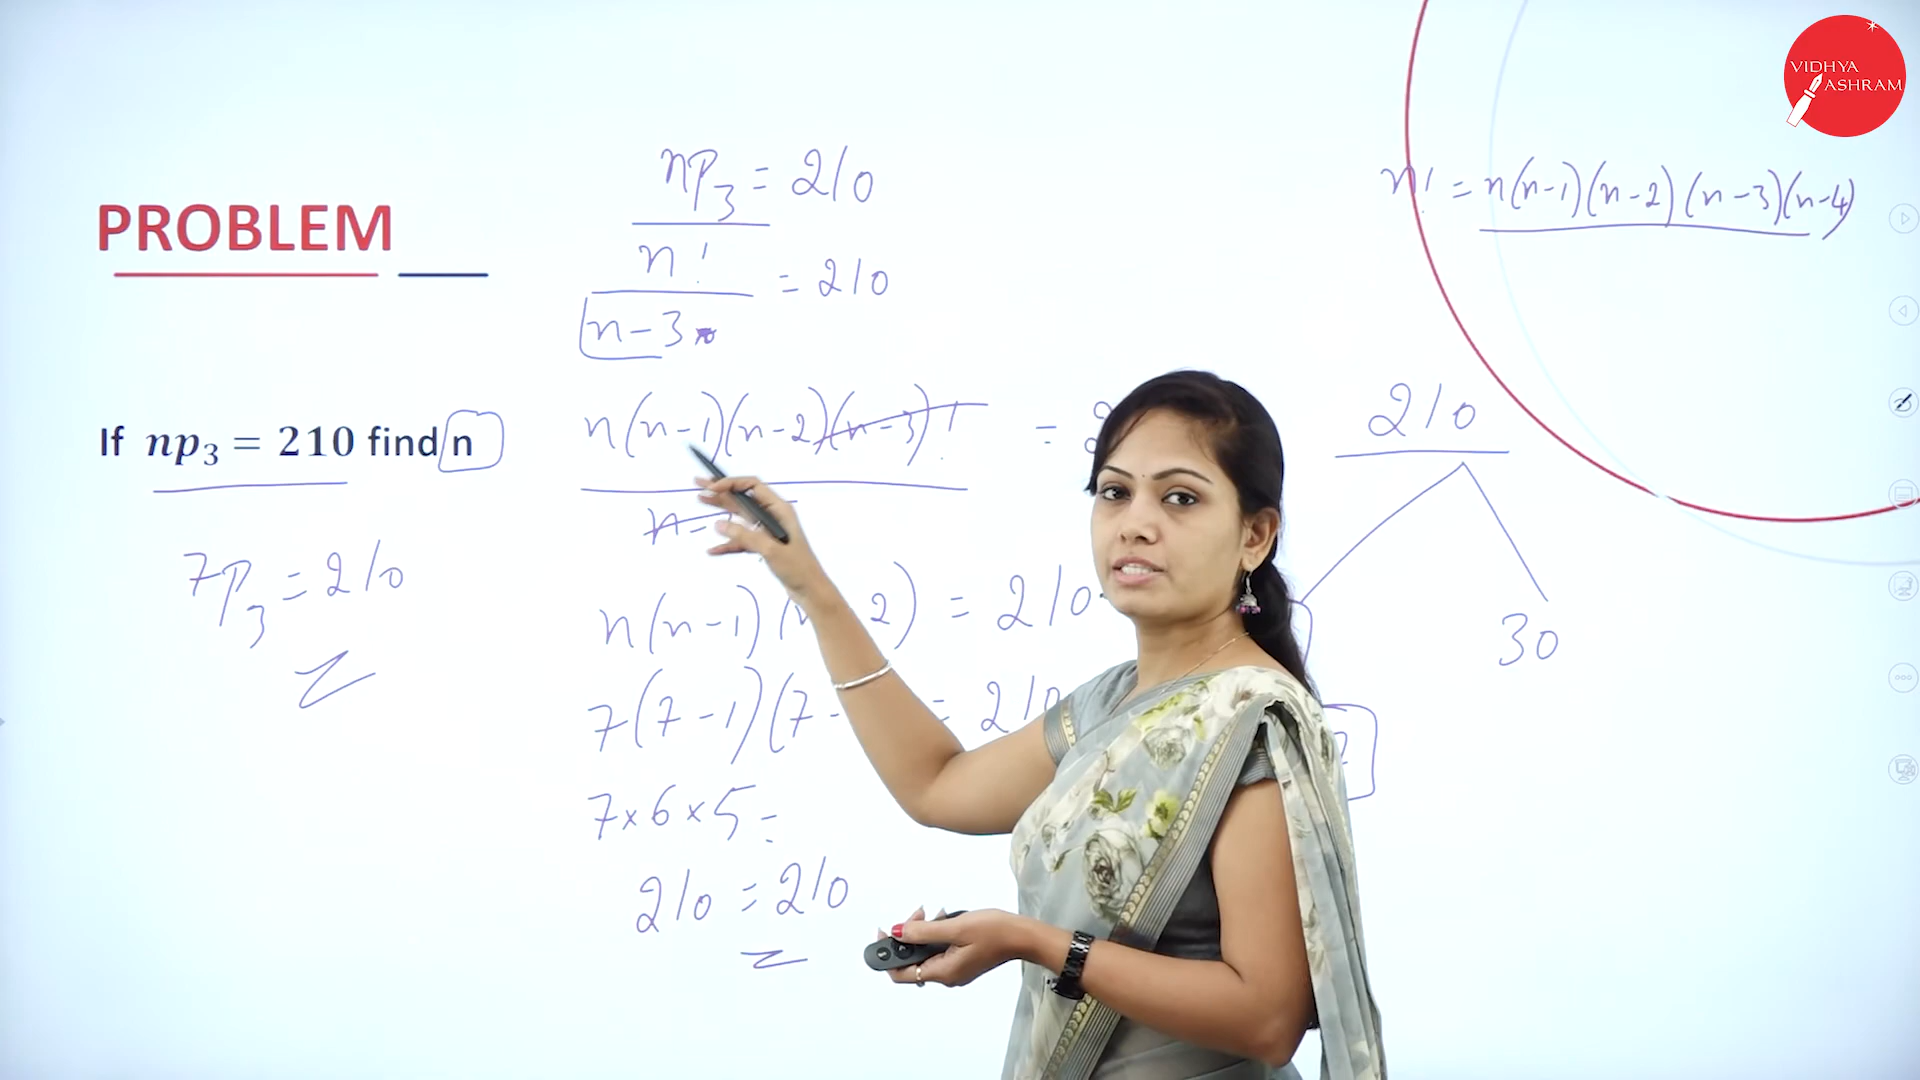 VIDHYA
ASHRAM
PROBLEM
If np₃ = 210 find n
7P₃ = 210
nP₃ = 210
n! = 210
n-3
n(n-1)(n-2)(n-3)! =
n(n-1)( 2) = 210
7(7-1)(7- = 210
7×6×5 =
210 = 210
n! = n(n-1)(n-2)(n-3)(n-4)
210
30